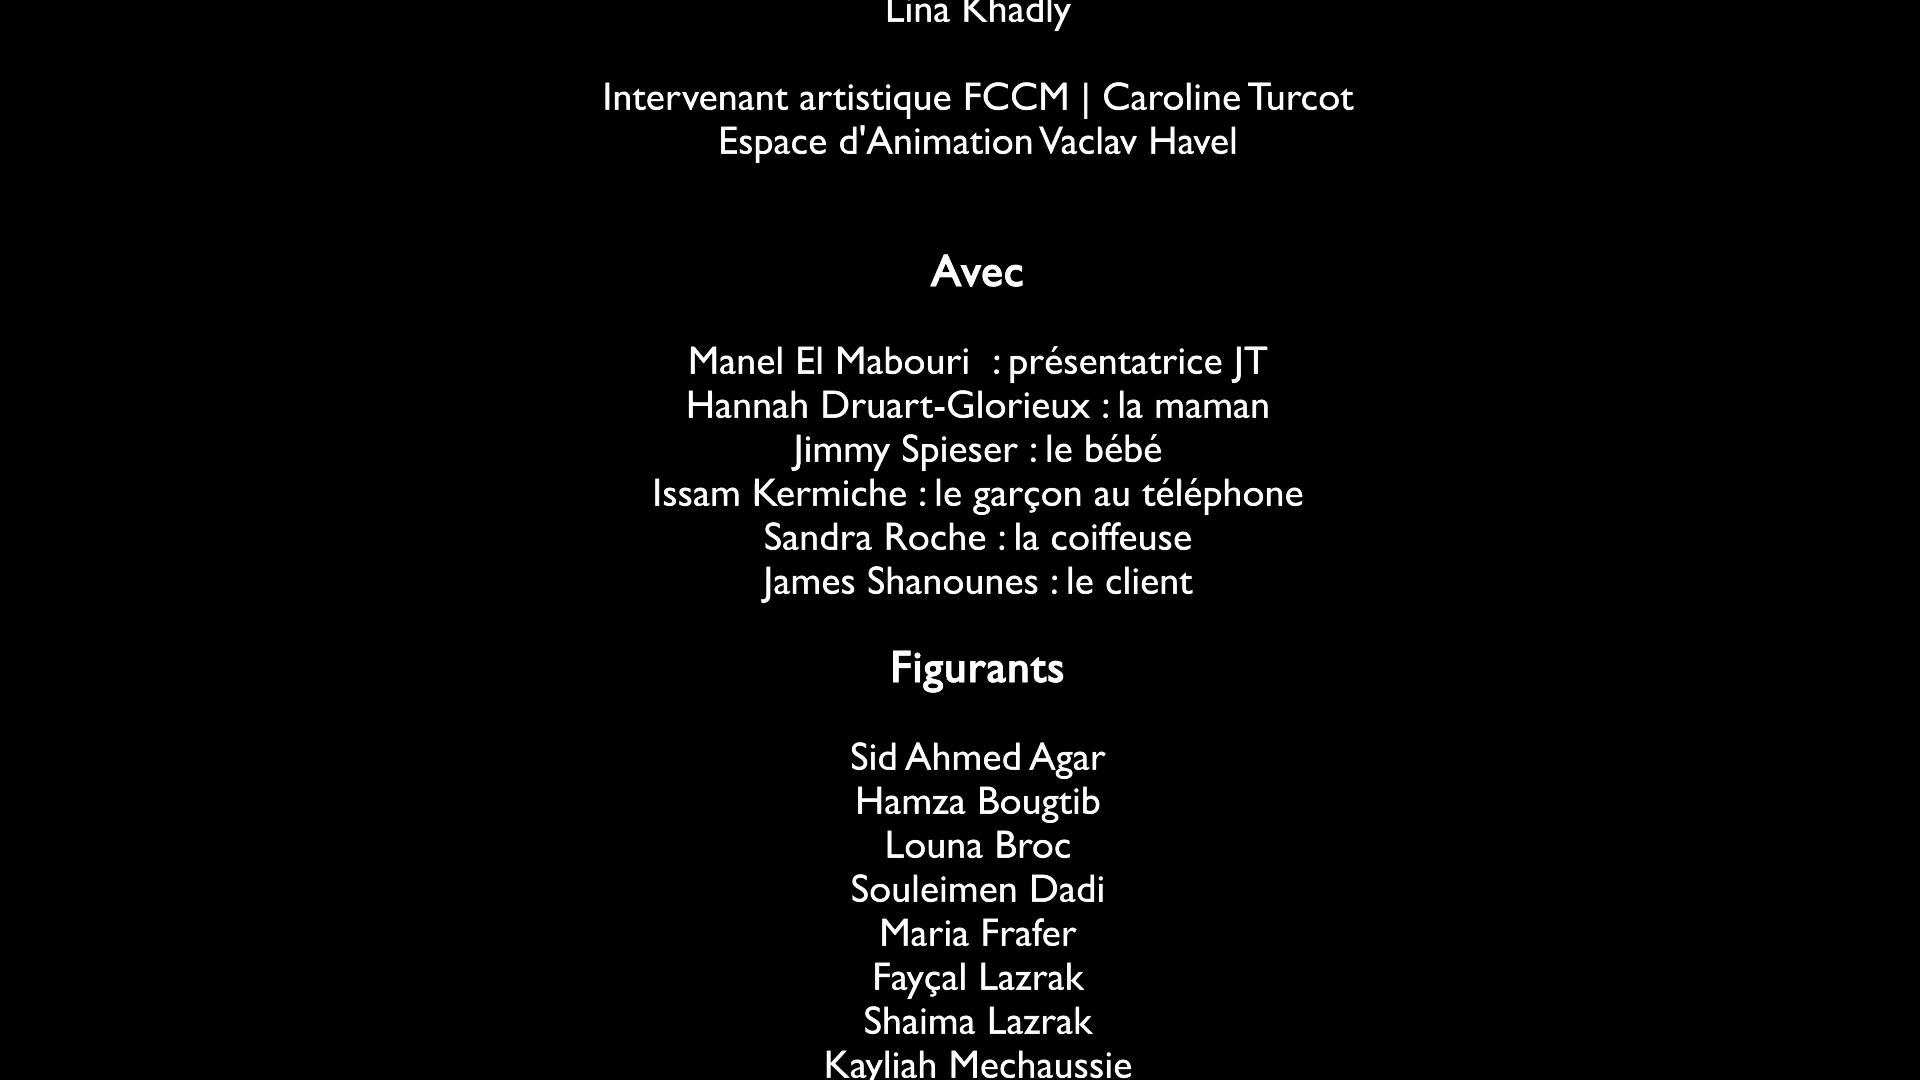 Lina Khadly
Intervenant artistique FCCM | Caroline Turcot
Espace d'Animation Vaclav Havel
Avec
Manel El Mabouri  : présentatrice JT
Hannah Druart-Glorieux : la maman
Jimmy Spieser : le bébé
Issam Kermiche : le garçon au téléphone
Sandra Roche : la coiffeuse
James Shanounes : le client
Figurants
Sid Ahmed Agar
Hamza Bougtib
Louna Broc
Souleimen Dadi
Maria Frafer
Fayçal Lazrak
Shaima Lazrak
Kayliah Mechaussie